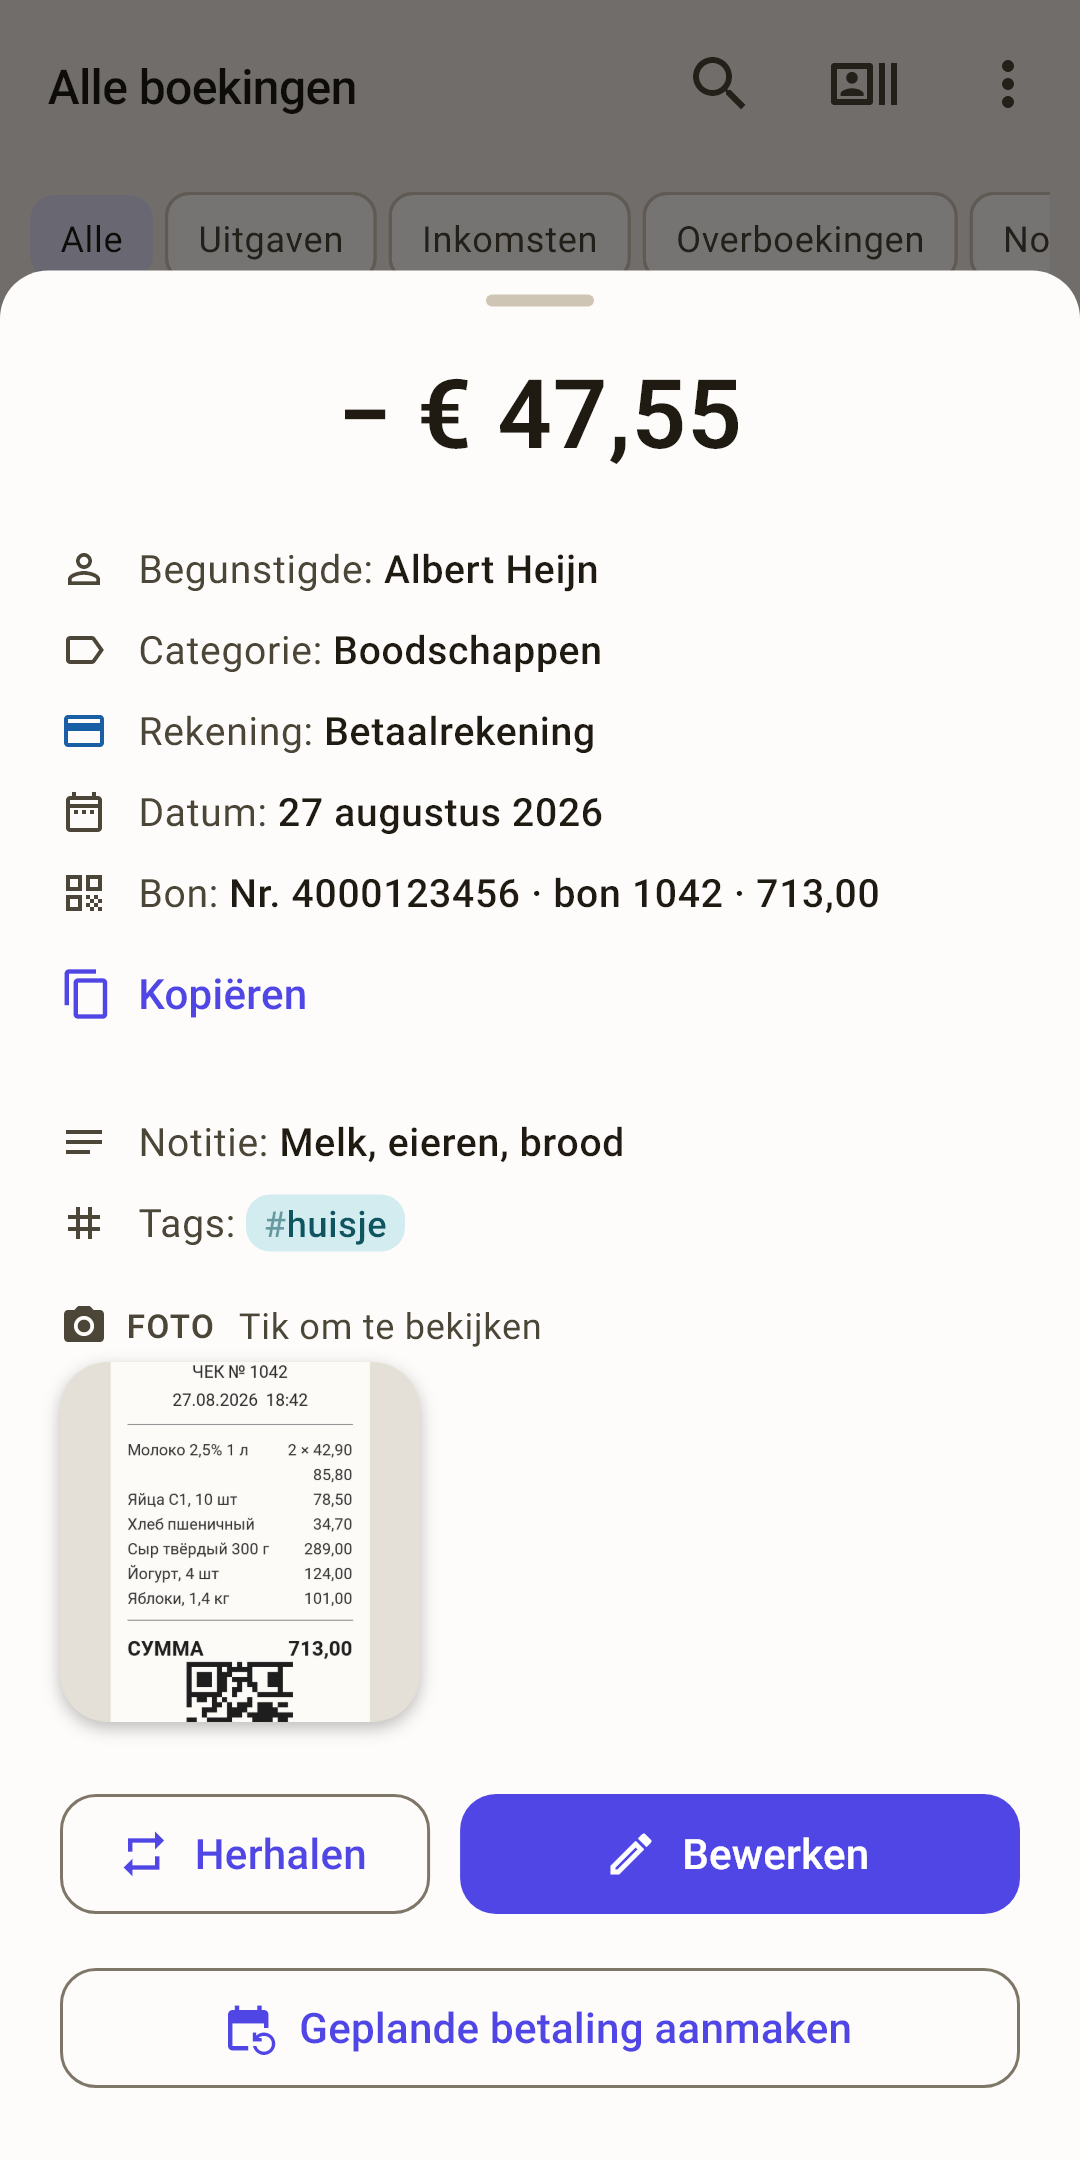 Alle boekingen
Alle
Uitgaven
Inkomsten
Overboekingen
No
– € 47,55
Begunstigde: Albert Heijn
Categorie: Boodschappen
Rekening: Betaalrekening
Datum: 27 augustus 2026
Bon: Nr. 4000123456 · bon 1042 · 713,00
Kopiëren
Notitie: Melk, eieren, brood
Tags: #huisje
FOTO Tik om te bekijken
ЧЕК № 1042
27.08.2026 18:42
Молоко 2,5% 1 л 2 × 42,90
85,80
Яйца С1, 10 шт 78,50
Хлеб пшеничный 34,70
Сыр твёрдый 300 г 289,00
Йогурт, 4 шт 124,00
Яблоки, 1,4 кг 101,00
СУММА 713,00
Herhalen
Bewerken
Geplande betaling aanmaken